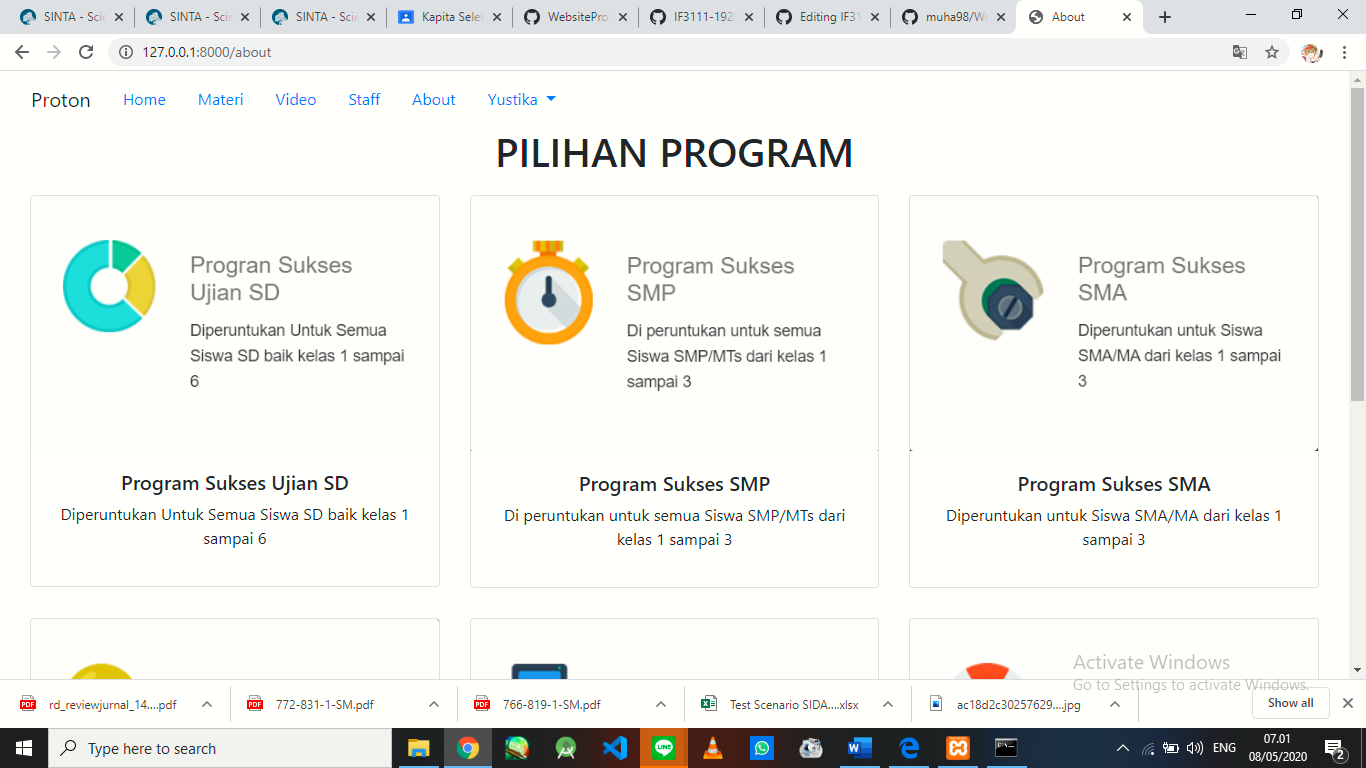 SINTA - Scie
SINTA - Scie
SINTA - Scie
Kapita Sele
WebsitePro
IF3111-192
Editing IF31
muha98/We
About
127.0.0.1:8000/about
Proton Home Materi Video Staff About Yustika
PILIHAN PROGRAM
Progran Sukses
Ujian SD
Diperuntukan Untuk Semua
Siswa SD baik kelas 1 sampai
6
Program Sukses Ujian SD
Diperuntukan Untuk Semua Siswa SD baik kelas 1
sampai 6
Program Sukses
SMP
Di peruntukan untuk semua
Siswa SMP/MTs dari kelas 1
sampai 3
Program Sukses SMP
Di peruntukan untuk semua Siswa SMP/MTs dari
kelas 1 sampai 3
Program Sukses
SMA
Diperuntukan untuk Siswa
SMA/MA dari kelas 1 sampai
3
Program Sukses SMA
Diperuntukan untuk Siswa SMA/MA dari kelas 1
sampai 3
Activate Windows
Go to Settings to activate Windows.
rd_reviewjurnal_14....pdf
772-831-1-SM.pdf
766-819-1-SM.pdf
Test Scenario SIDA....xlsx
ac18d2c30257629....jpg
Show all
Type here to search
ENG
07.01
08/05/2020
2